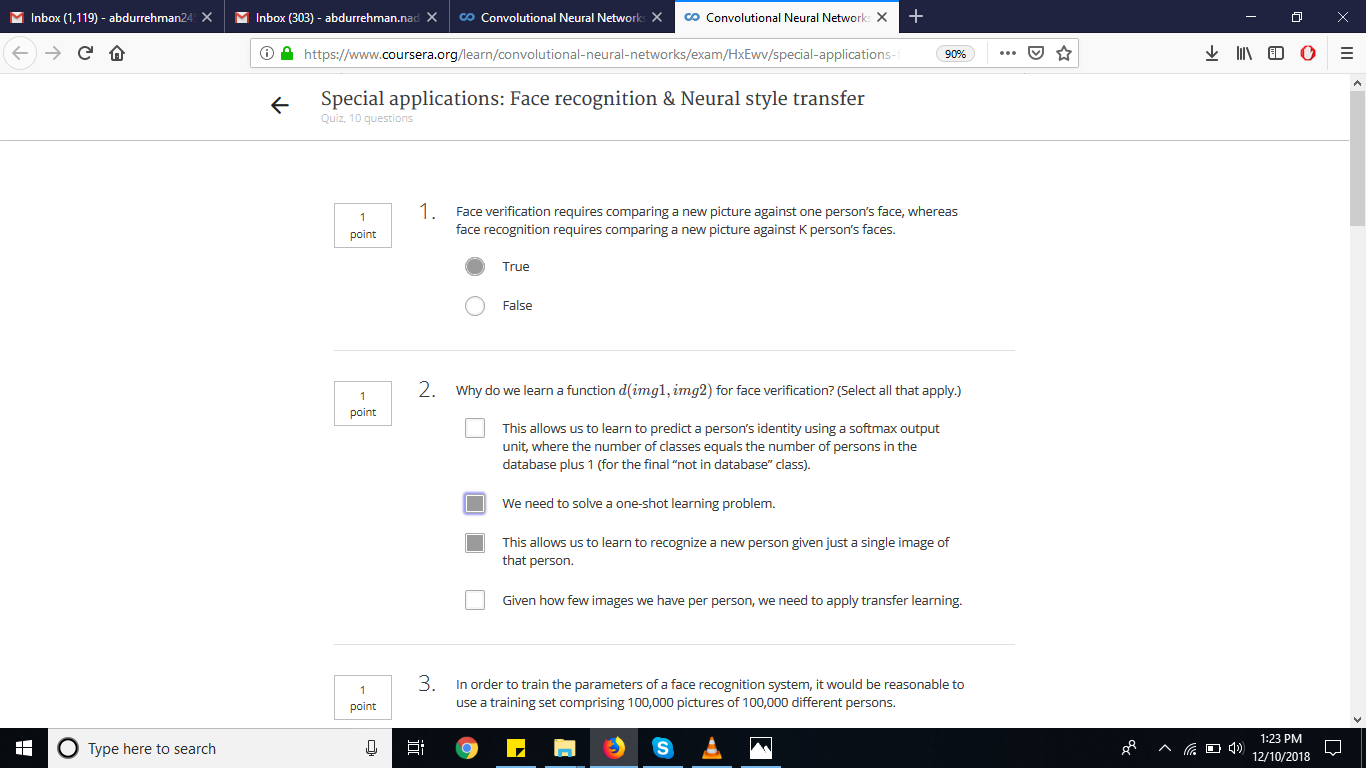 Inbox (1,119) - abdurrehman24
Inbox (303) - abdurrehman.nad
Convolutional Neural Network
Convolutional Neural Network
https://www.coursera.org/learn/convolutional-neural-networks/exam/HxEwv/special-applications-
90%
Special applications: Face recognition & Neural style transfer
Quiz, 10 questions
1
point
1.
Face verification requires comparing a new picture against one person's face, whereas
face recognition requires comparing a new picture against K person's faces.
True
False
1
point
2.
Why do we learn a function d(img1, img2) for face verification? (Select all that apply.)
This allows us to learn to predict a person's identity using a softmax output
unit, where the number of classes equals the number of persons in the
database plus 1 (for the final "not in database" class).
We need to solve a one-shot learning problem.
This allows us to learn to recognize a new person given just a single image of
that person.
Given how few images we have per person, we need to apply transfer learning.
1
point
3.
In order to train the parameters of a face recognition system, it would be reasonable to
use a training set comprising 100,000 pictures of 100,000 different persons.
Type here to search
1:23 PM
12/10/2018